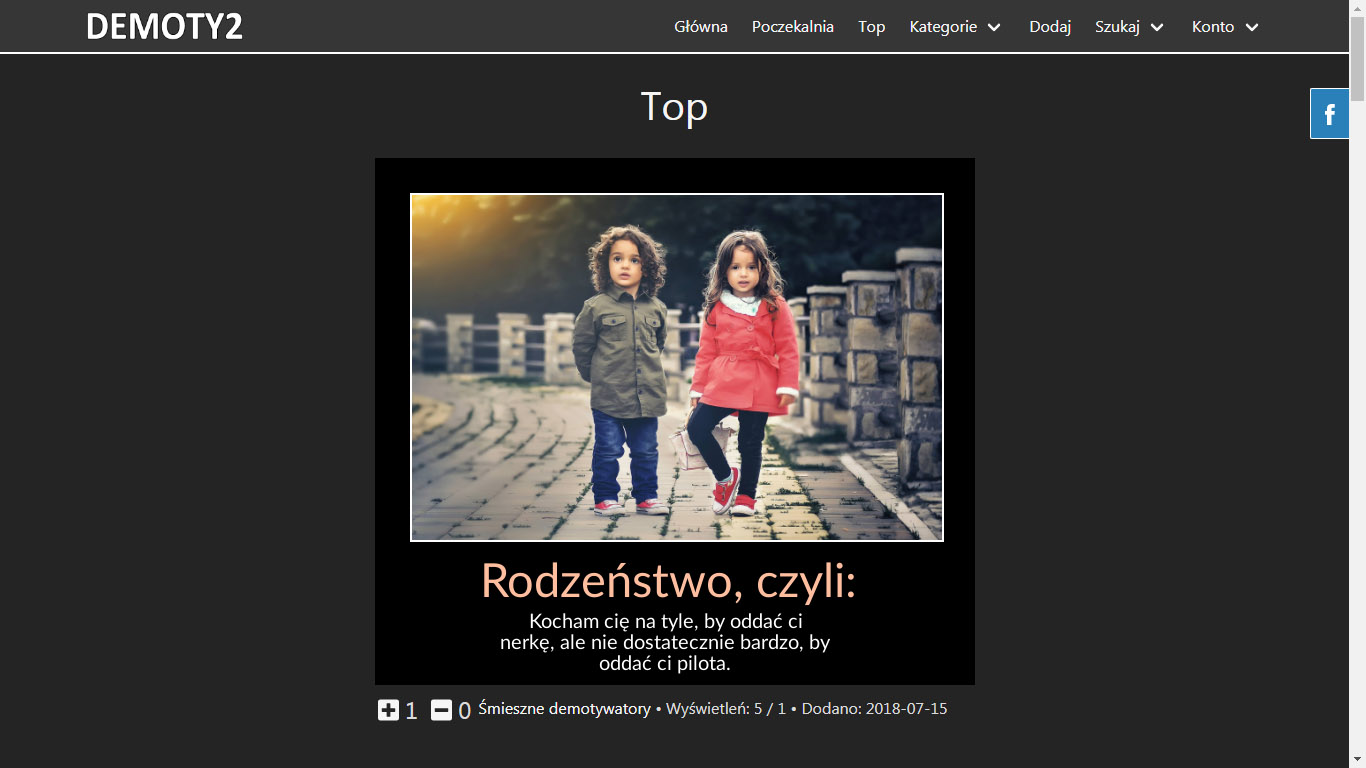 DEMOTY2
Główna Poczekalnia Top Kategorie Dodaj Szukaj Konto
f
Top
Rodzeństwo, czyli:
Kocham cię na tyle, by oddać ci
nerkę, ale nie dostatecznie bardzo, by
oddać ci pilota.
1 0 Śmieszne demotywatory • Wyświetleń: 5 / 1 • Dodano: 2018-07-15